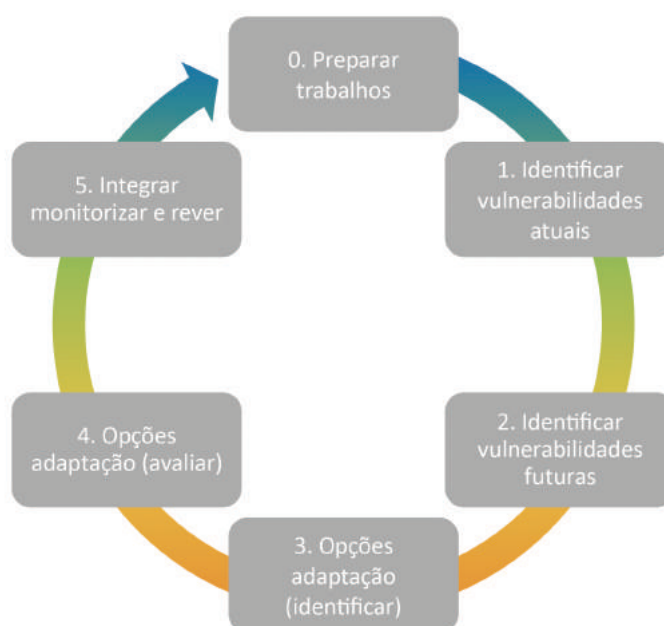 0. Preparar
trabalhos
1. Identificar
vulnerabilidades
atuais
2. Identificar
vulnerabilidades
futuras
3. Opções
adaptação
(identificar)
4. Opções
adaptação (avaliar)
5. Integrar
monitorizar e rever